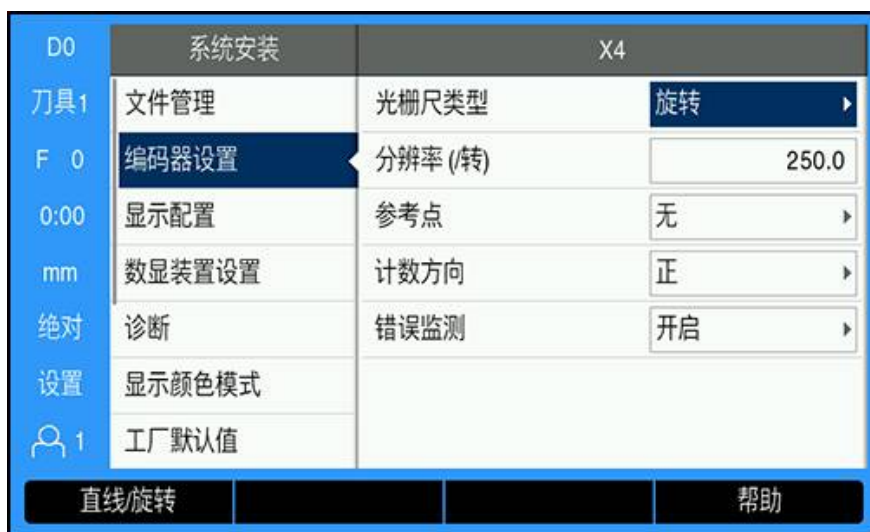 D0 系统安装 X4
刀具1 文件管理 光栅尺类型 旋转
F 0 编码器设置 分辨率 (/转) 250.0
0:00 显示配置 参考点 无
mm 数显装置设置 计数方向 正
绝对 诊断 错误监测 开启
设置 显示颜色模式
1 工厂默认值
直线/旋转 帮助